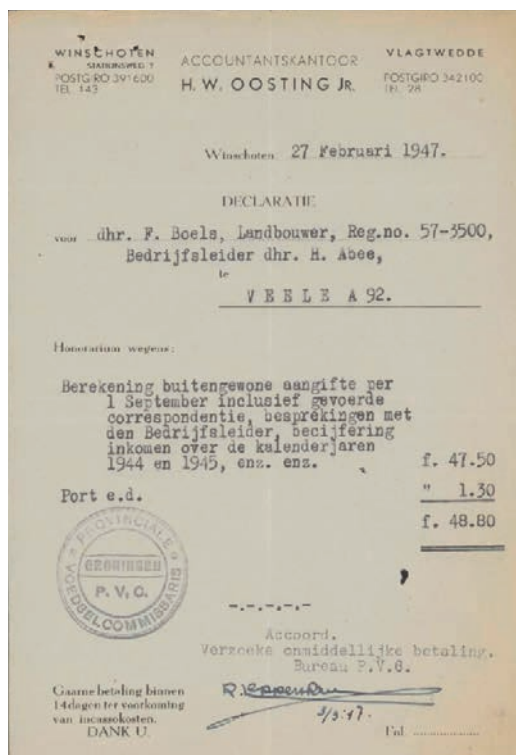 WINSCHOTEN
STATIONSWEG 7
POSTGIRO 391600
TEL. 143
ACCOUNTANTSKANTOOR
H. W. OOSTING JR.
VLAGTWEDDE
POSTGIRO 342100
TEL. 28
Winschoten, 27 Februari 1947.
DECLARATIE
voor dhr. F. Boels, Landbouwer, Reg.no. 57-3500,
Bedrijfsleider dhr. H. Abee,
te
VEELE A 92.
Honorarium wegens:
Berekening buitengewone aangifte per
1 September inclusief gevoerde
correspondentie, besprekingen met
den Bedrijfsleider, becijfering
inkomen over de kalenderjaren
1944 en 1945, enz. enz. f. 47.50
Port e.d. " 1.30
f. 48.80
PROVINCIALE
GRONINGEN
P. V. C.
VOEDSELCOMMISSARIS
-.-.-.-.-
Accoord.
Verzoeke onmiddellijke betaling.
Bureau P.V.C.
Gaarne betaling binnen
14 dagen ter voorkoming
van incassokosten.
DANK U.
Fol. ..............